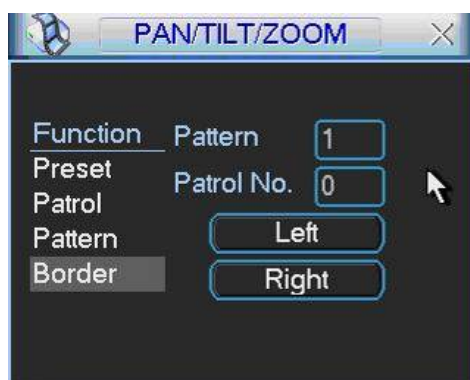 PAN/TILT/ZOOM
Function
Preset
Patrol
Pattern
Border
Pattern 1
Patrol No. 0
Left
Right